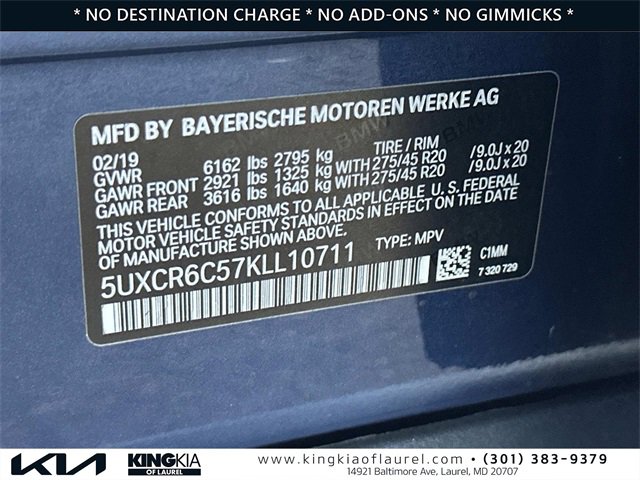 * NO DESTINATION CHARGE * NO ADD-ONS * NO GIMMICKS *
MFD BY BAYERISCHE MOTOREN WERKE AG
02/19 TIRE / RIM
GVWR 6162 lbs 2795 kg
GAWR FRONT 2921 lbs 1325 kg WITH 275/45 R20 /9.0J x 20
GAWR REAR 3616 lbs 1640 kg WITH 275/45 R20 /9.0J x 20
THIS VEHICLE CONFORMS TO ALL APPLICABLE U. S. FEDERAL
MOTOR VEHICLE SAFETY STANDARDS IN EFFECT ON THE DATE
OF MANUFACTURE SHOWN ABOVE.
5UXCR6C57KLL10711 TYPE: MPV
C1MM
7 320 729
KIA KING KIA
OF LAUREL
www.kingkiaoflaurel.com • (301) 383-9379
14921 Baltimore Ave, Laurel, MD 20707